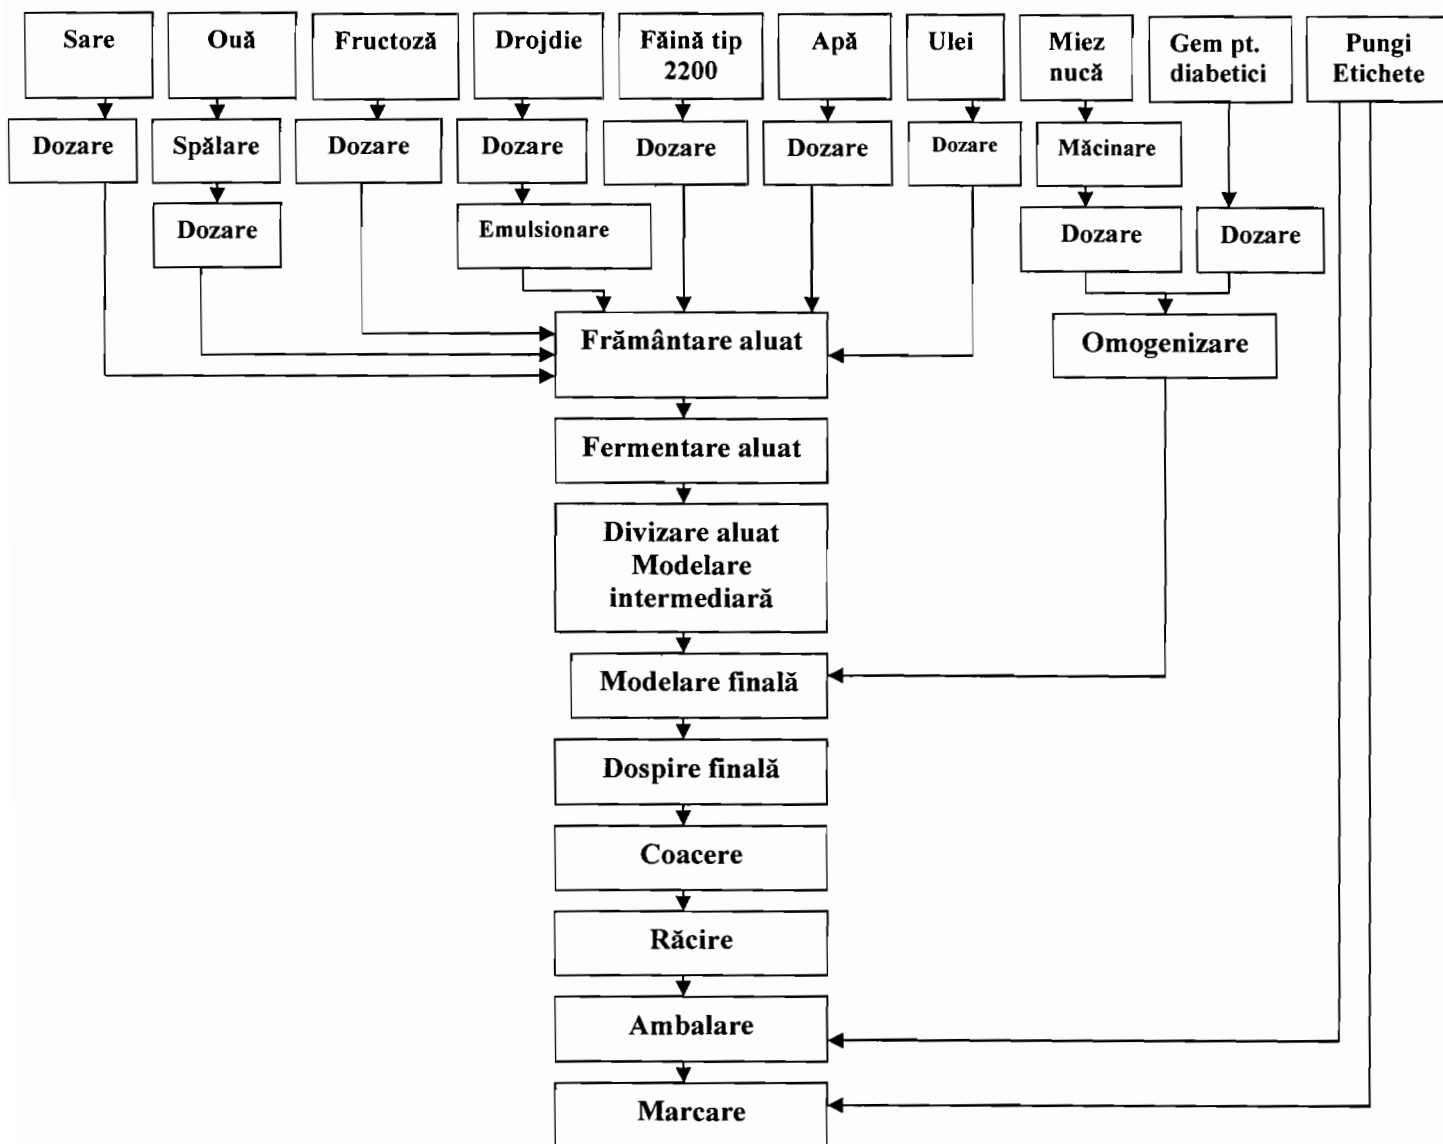 Sare
Ouă
Fructoză
Drojdie
Făină tip
2200
Apă
Ulei
Miez
nucă
Gem pt.
diabetici
Pungi
Etichete
Dozare
Spălare
Dozare
Dozare
Dozare
Dozare
Dozare
Măcinare
Dozare
Emulsionare
Dozare
Dozare
Frământare aluat
Omogenizare
Fermentare aluat
Divizare aluat
Modelare
intermediară
Modelare finală
Dospire finală
Coacere
Răcire
Ambalare
Marcare